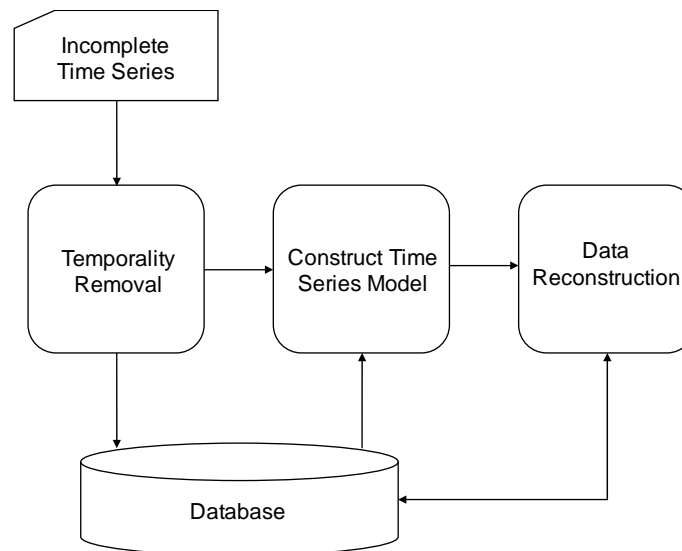 Incomplete
Time Series
Temporality
Removal
Construct Time
Series Model
Data
Reconstruction
Database